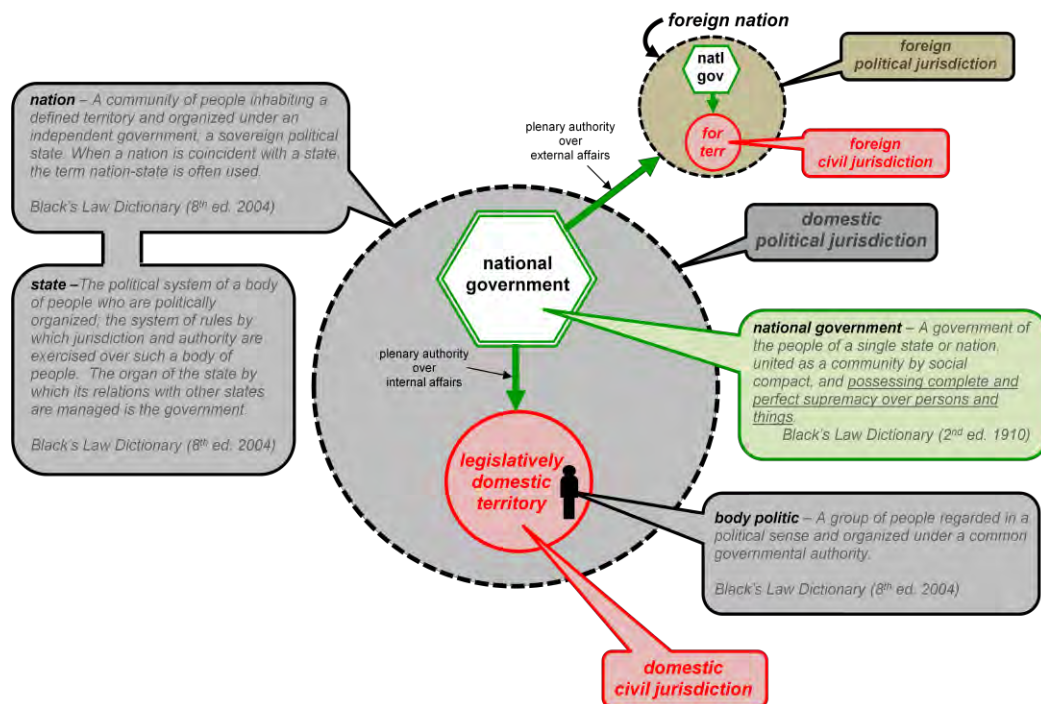 foreign nation
natl
gov
for
terr
foreign
political jurisdiction
foreign
civil jurisdiction
plenary authority
over
external affairs
nation – A community of people inhabiting a
defined territory and organized under an
independent government, a sovereign political
state. When a nation is coincident with a state,
the term nation-state is often used.
Black's Law Dictionary (8th ed. 2004)
domestic
political jurisdiction
national
government
state –The political system of a body
of people who are politically
organized; the system of rules by
which jurisdiction and authority are
exercised over such a body of
people. The organ of the state by
which its relations with other states
are managed is the government
Black's Law Dictionary (8th ed. 2004)
plenary authority
over
internal affairs
national government – A government of
the people of a single state or nation,
united as a community by social
compact, and possessing complete and
perfect supremacy over persons and
things.
Black's Law Dictionary (2nd ed. 1910)
legislatively
domestic
territory
body politic – A group of people regarded in a
political sense and organized under a common
governmental authority.
Black's Law Dictionary (8th ed. 2004)
domestic
civil jurisdiction